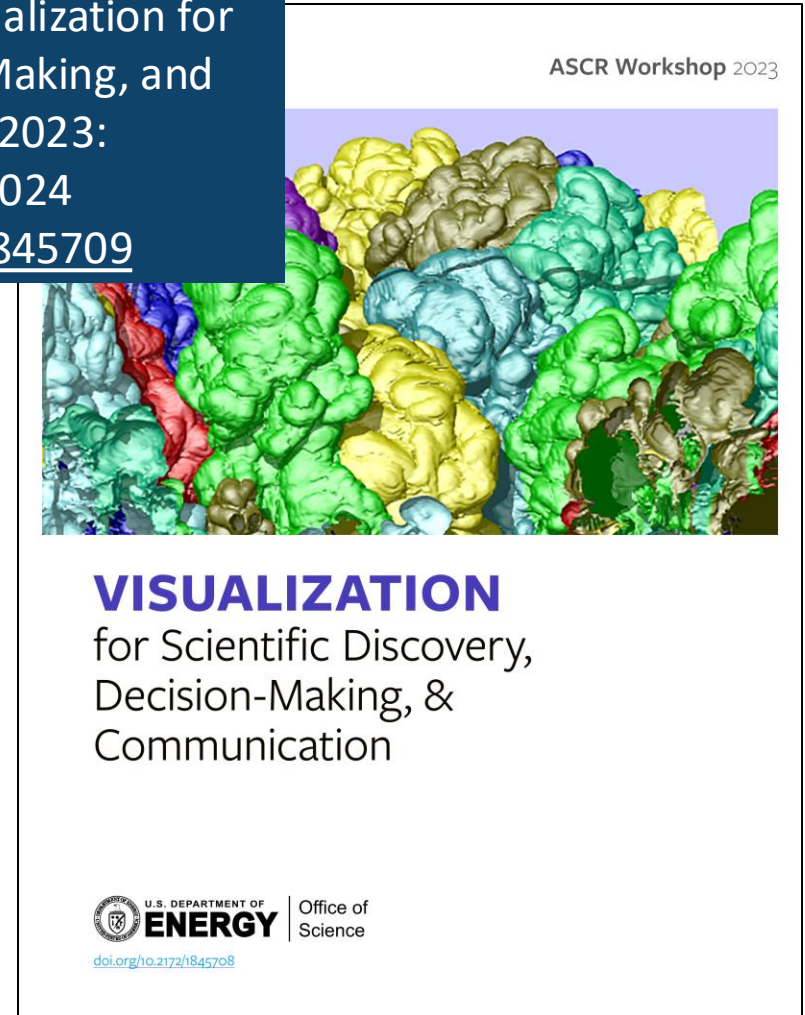 alization for
Making, and
2023:
024
845709
ASCR Workshop 2023
VISUALIZATION
for Scientific Discovery,
Decision-Making, &
Communication
U.S. DEPARTMENT OF
ENERGY
Office of
Science
doi.org/10.2172/1845708